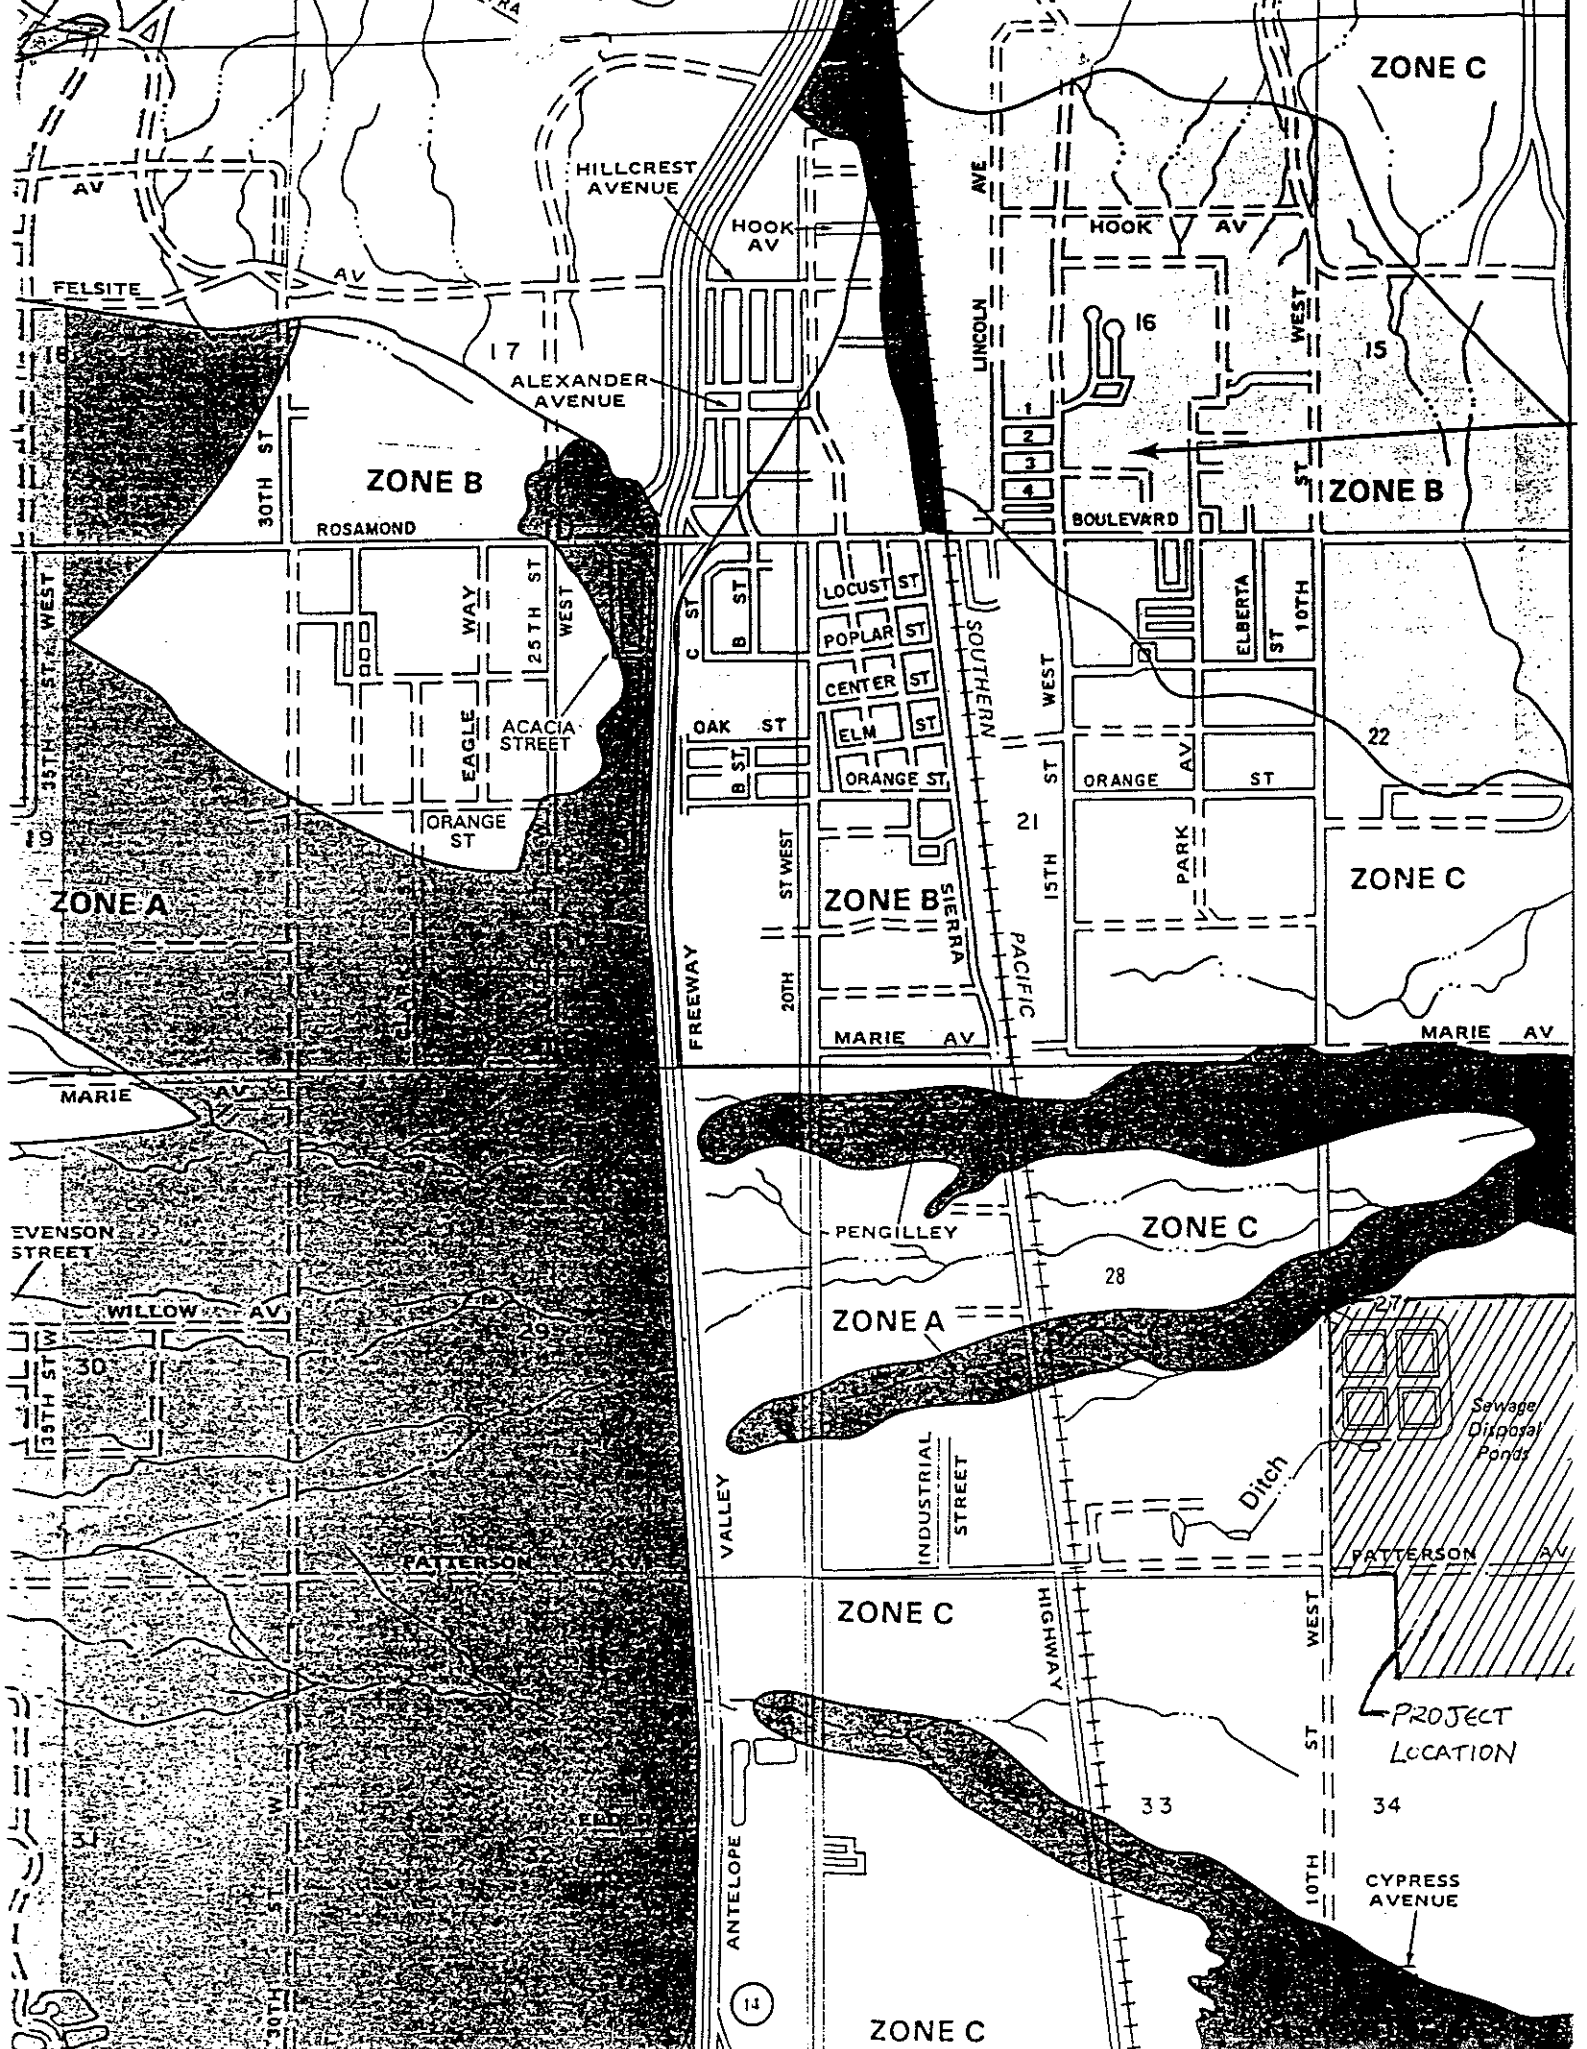 ZONE C
HILLCREST
AVENUE
AV
HOOK
AV
AVE
HOOK AV
FELSITE
AV
LINCOLN
WEST
18
17
16
15
ALEXANDER
AVENUE
1
2
3
4
30TH ST
ZONE B
ST
ZONE B
ROSAMOND
BOULEVARD
35TH ST WEST
WAY
25TH ST
WEST
C ST
B ST
LOCUST ST
POPLAR ST
CENTER ST
ELM ST
ORANGE ST
SOUTHERN
WEST
ELBERTA
ST
10TH
EAGLE
ACACIA
STREET
OAK ST
B ST
ST
ORANGE
AV
ST
22
ORANGE
ST
19
21
ZONE A
ST WEST
ZONE B
SIERRA
15TH
PARK
ZONE C
FREEWAY
20TH
PACIFIC
MARIE AV
MARIE AV
MARIE AV
EVENSON
STREET
PENGILLEY
ZONE C
28
WILLOW AV
ZONE A
27
29
30
35TH ST W
Sewage
Disposal
Ponds
VALLEY
INDUSTRIAL
STREET
Ditch
PATTERSON
PATTERSON AV
ZONE C
HIGHWAY
WEST
PROJECT
LOCATION
ST
31
33
34
ST W
ANTELOPE
10TH
CYPRESS
AVENUE
30TH
14
ZONE C